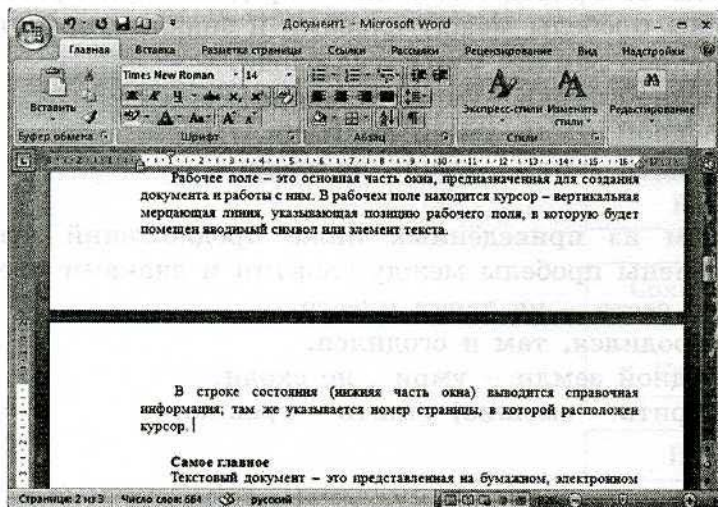 Документ1 - Microsoft Word
Главная Вставка Разметка страницы Ссылки Рассылки Рецензирование Вид Надстройки
Times New Roman 14
Вставить
Экспресс-стили Изменить стили Редактирование
Буфер обмена Шрифт Абзац Стили
Рабочее поле – это основная часть окна, предназначенная для создания
документа и работы с ним. В рабочем поле находится курсор – вертикальная
мерцающая линия, указывающая позицию рабочего поля, в которую будет
помещен вводимый символ или элемент текста.
В строке состояния (нижняя часть окна) выводится справочная
информация; там же указывается номер страницы, в которой расположен
курсор.
Самое главное
Текстовый документ – это представленная на бумажном, электронном
Страница: 2 из 3 Число слов: 664 русский